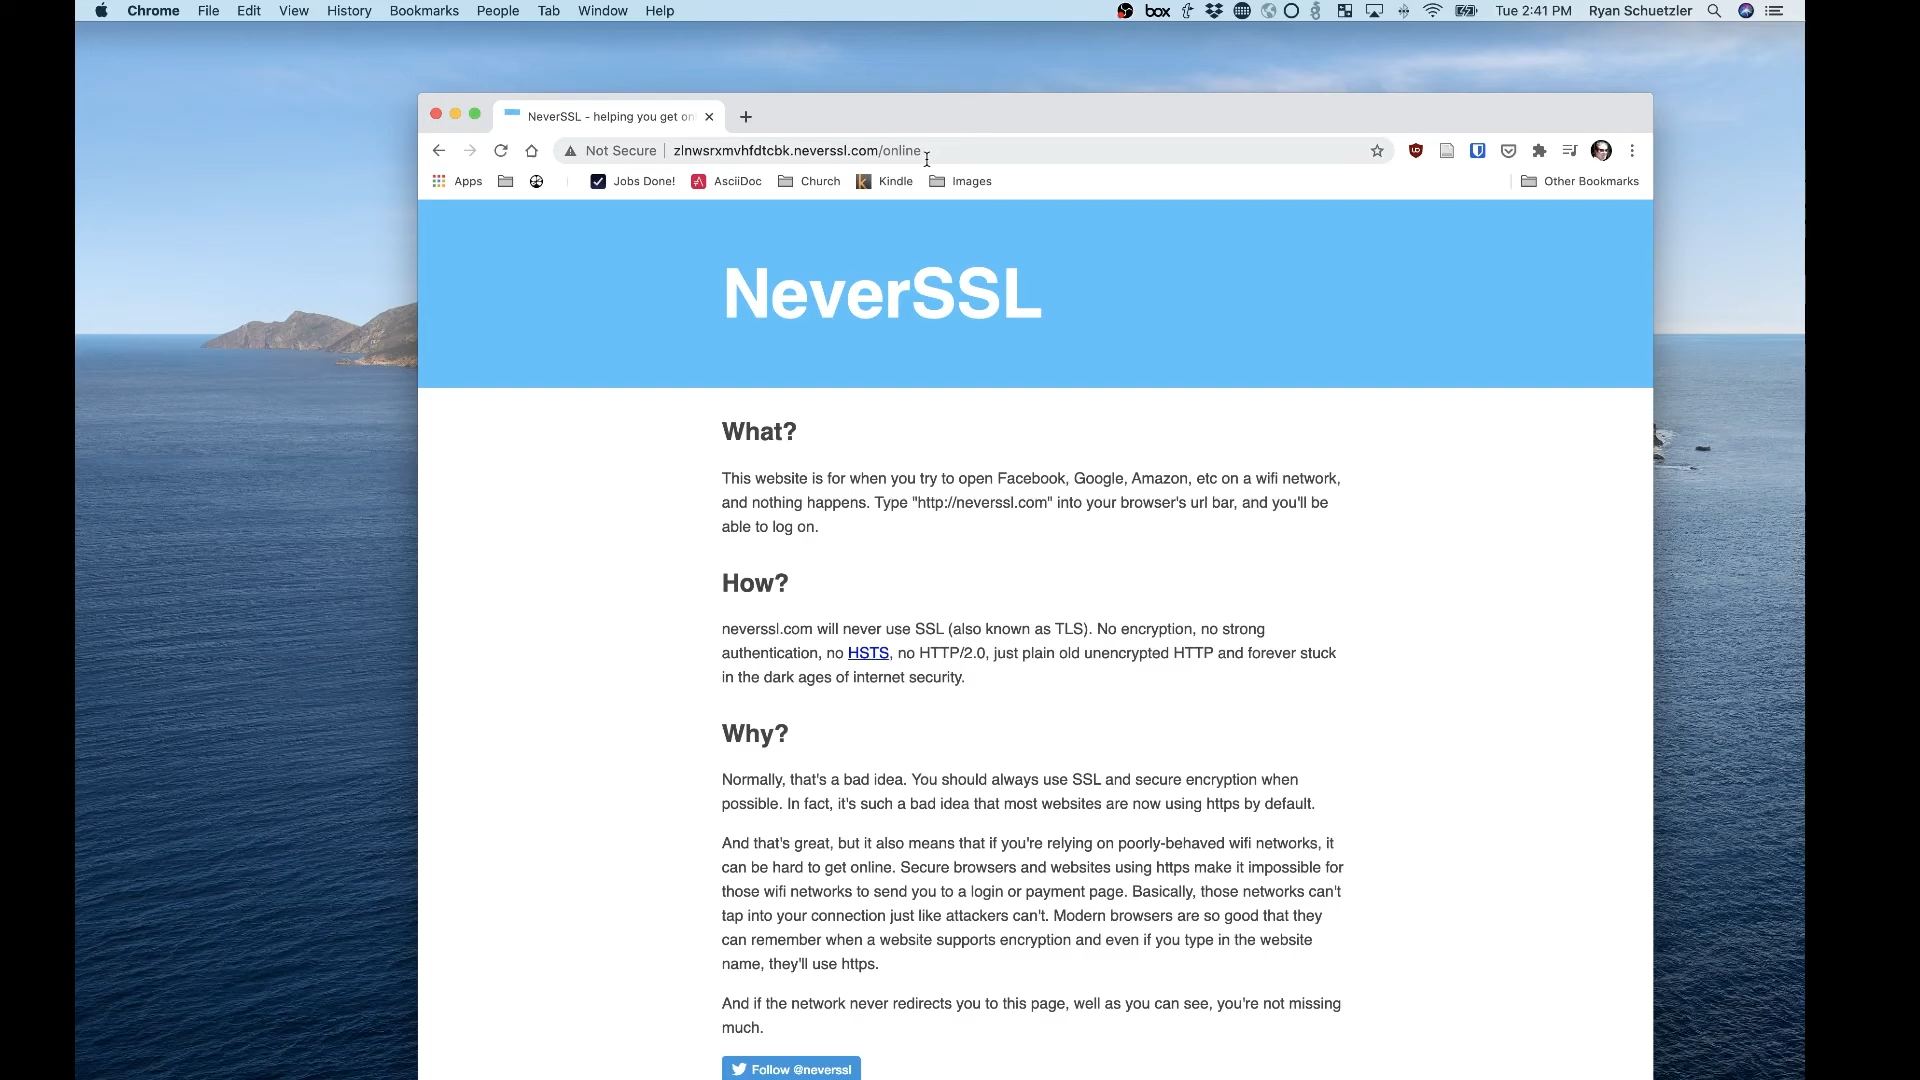 Chrome File Edit View History Bookmarks People Tab Window Help box Tue 2:41 PM Ryan Schuetzler
NeverSSL - helping you get on
Not Secure zlnwsrxmvhfdtcbk.neverssl.com/online
Apps Jobs Done! AsciiDoc Church Kindle Images Other Bookmarks
NeverSSL
What?
This website is for when you try to open Facebook, Google, Amazon, etc on a wifi network,
and nothing happens. Type "http://neverssl.com" into your browser's url bar, and you'll be
able to log on.
How?
neverssl.com will never use SSL (also known as TLS). No encryption, no strong
authentication, no HSTS, no HTTP/2.0, just plain old unencrypted HTTP and forever stuck
in the dark ages of internet security.
Why?
Normally, that's a bad idea. You should always use SSL and secure encryption when
possible. In fact, it's such a bad idea that most websites are now using https by default.
And that's great, but it also means that if you're relying on poorly-behaved wifi networks, it
can be hard to get online. Secure browsers and websites using https make it impossible for
those wifi networks to send you to a login or payment page. Basically, those networks can't
tap into your connection just like attackers can't. Modern browsers are so good that they
can remember when a website supports encryption and even if you type in the website
name, they'll use https.
And if the network never redirects you to this page, well as you can see, you're not missing
much.
Follow @neverssl